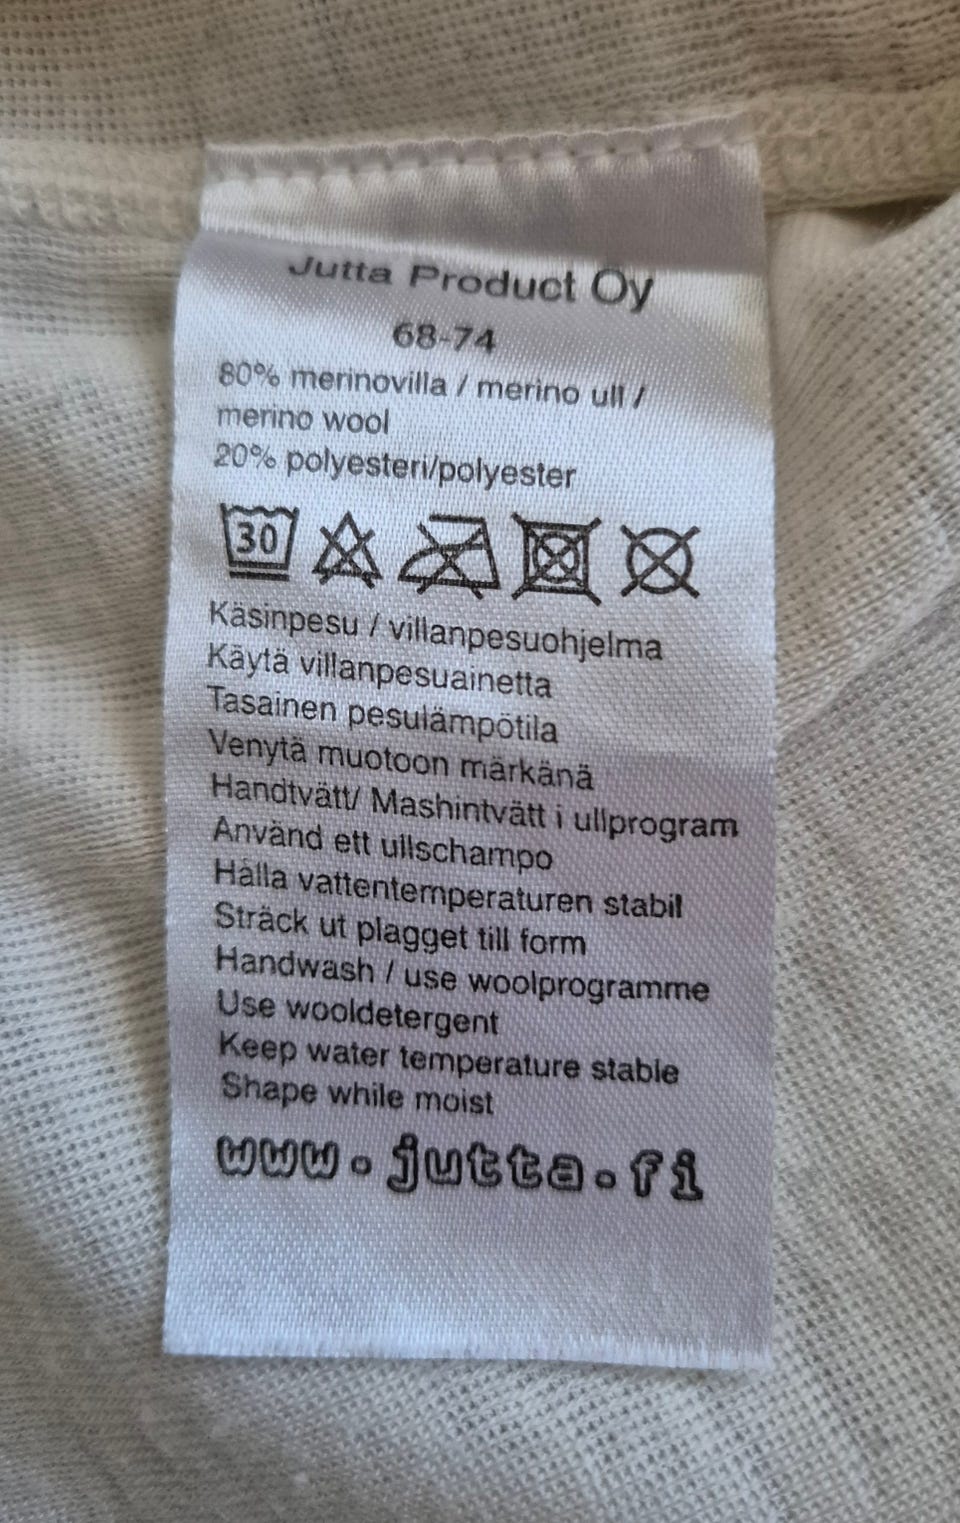 Jutta Product Oy
68-74
80% merinovilla / merino ull /
merino wool
20% polyesteri/polyester
30
Käsinpesu / villanpesuohjelma
Käytä villanpesuainetta
Tasainen pesulämpötila
Venytä muotoon märkänä
Handtvätt/ Mashintvätt i ullprogram
Använd ett ullschampo
Hålla vattentemperaturen stabil
Sträck ut plagget till form
Handwash / use woolprogramme
Use wooldetergent
Keep water temperature stable
Shape while moist
www.jutta.fi